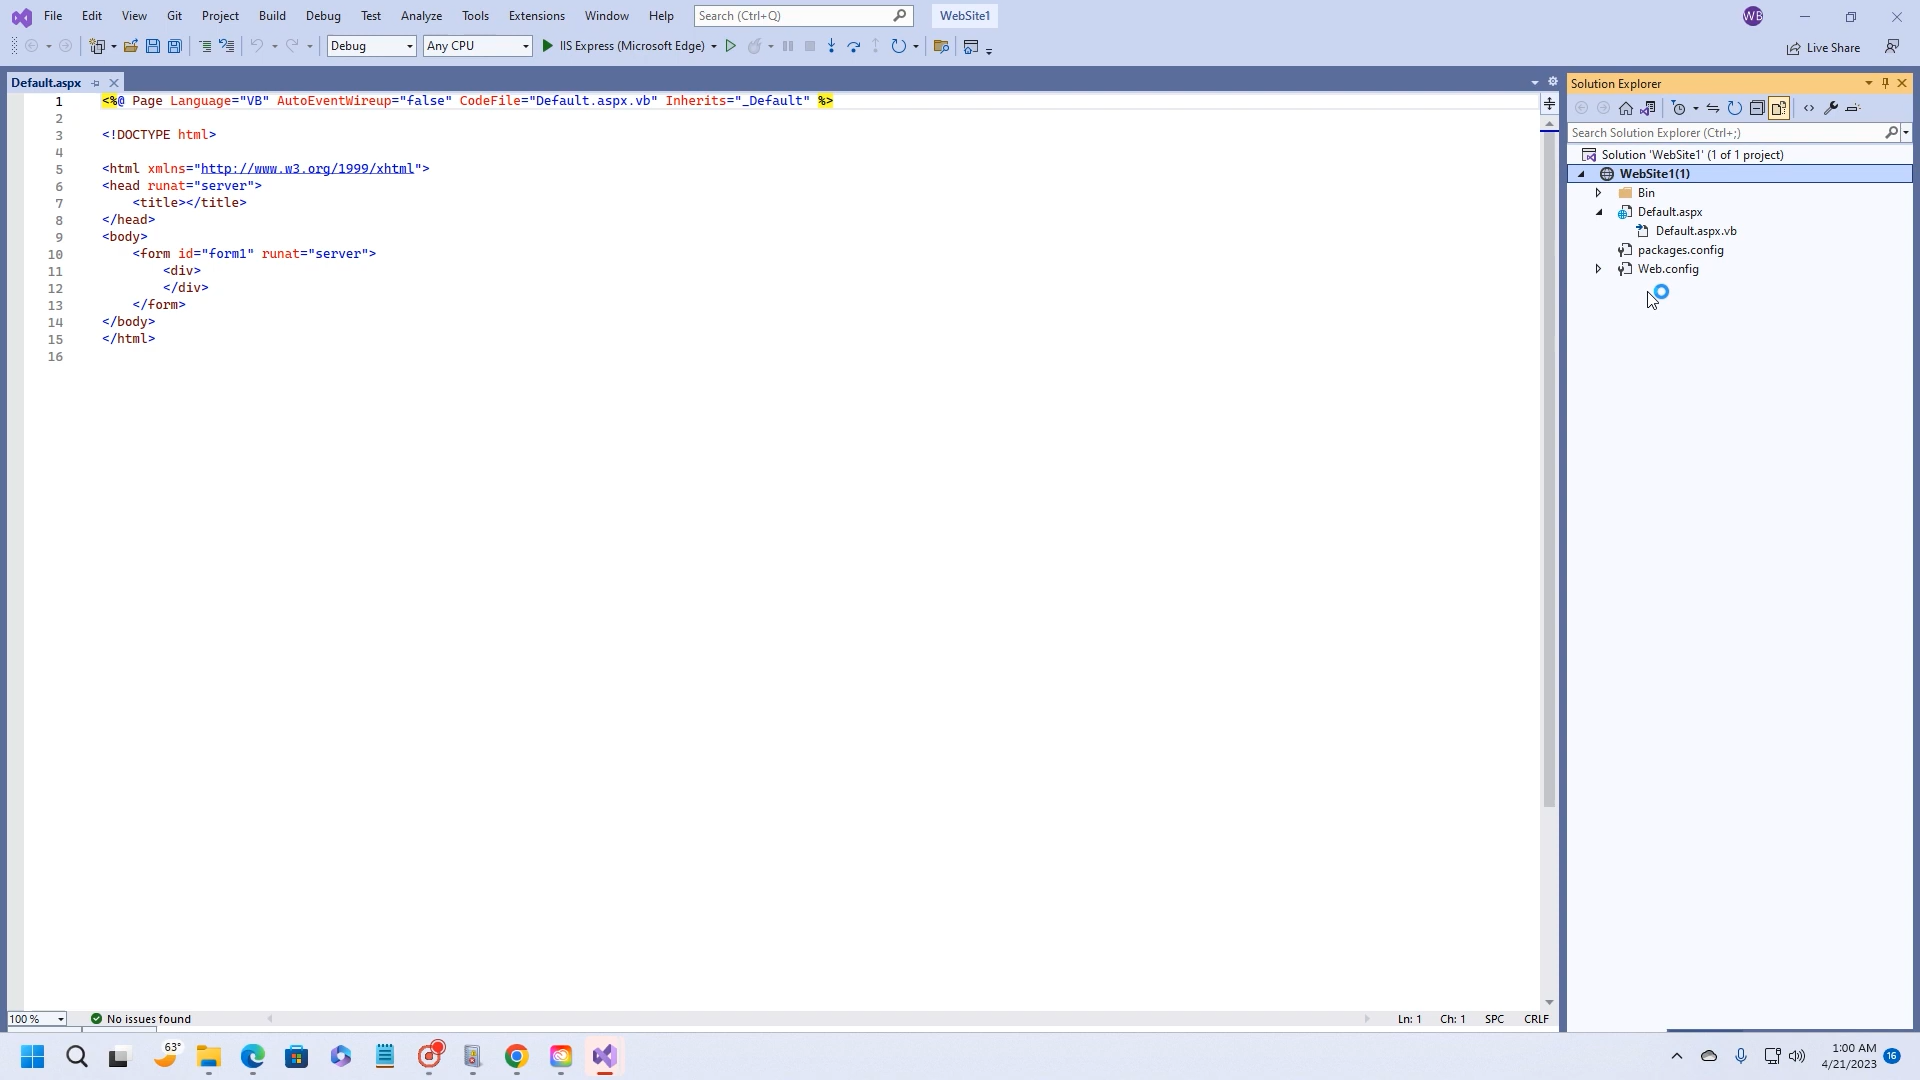 File Edit View Git Project Build Debug Test Analyze Tools Extensions Window Help Search (Ctrl+Q) WebSite1 WB
Debug Any CPU IIS Express (Microsoft Edge) Live Share
Default.aspx
1 <%@ Page Language="VB" AutoEventWireup="false" CodeFile="Default.aspx.vb" Inherits="_Default" %>
2
3 <!DOCTYPE html>
4
5 <html xmlns="http://www.w3.org/1999/xhtml">
6 <head runat="server">
7 <title></title>
8 </head>
9 <body>
10 <form id="form1" runat="server">
11 <div>
12 </div>
13 </form>
14 </body>
15 </html>
16
Solution Explorer
Search Solution Explorer (Ctrl+;)
Solution 'WebSite1' (1 of 1 project)
WebSite1(1)
Bin
Default.aspx
Default.aspx.vb
packages.config
Web.config
100 % No issues found Ln: 1 Ch: 1 SPC CRLF
63°
1:00 AM
4/21/2023
16